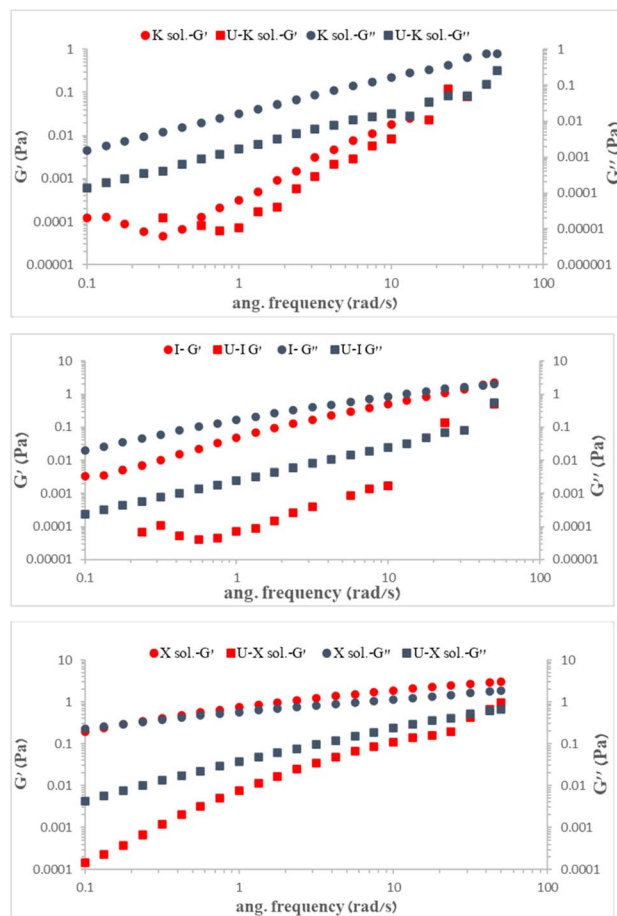 K sol.-G′ U-K sol.-G′ K sol.-G″ U-K sol.-G″
1 1
0.1 0.1
0.01 0.01
0.001 0.001
0.0001 0.0001
0.00001 0.00001
0.000001
G′ (Pa)
G″ (Pa)
0.1 1 10 100
ang. frequency (rad/s)
I- G′ U-I G′ I- G″ U-I G″
10 10
1 1
0.1 0.1
0.01 0.01
0.001 0.001
0.0001 0.0001
0.00001 0.00001
G′ (Pa)
G″ (Pa)
0.1 1 10 100
ang. frequency (rad/s)
X sol.-G′ U-X sol.-G′ X sol.-G″ U-X sol.-G″
10 10
1 1
0.1 0.1
0.01 0.01
0.001 0.001
0.0001 0.0001
G′ (Pa)
G″ (Pa)
0.1 1 10 100
ang. frequency (rad/s)